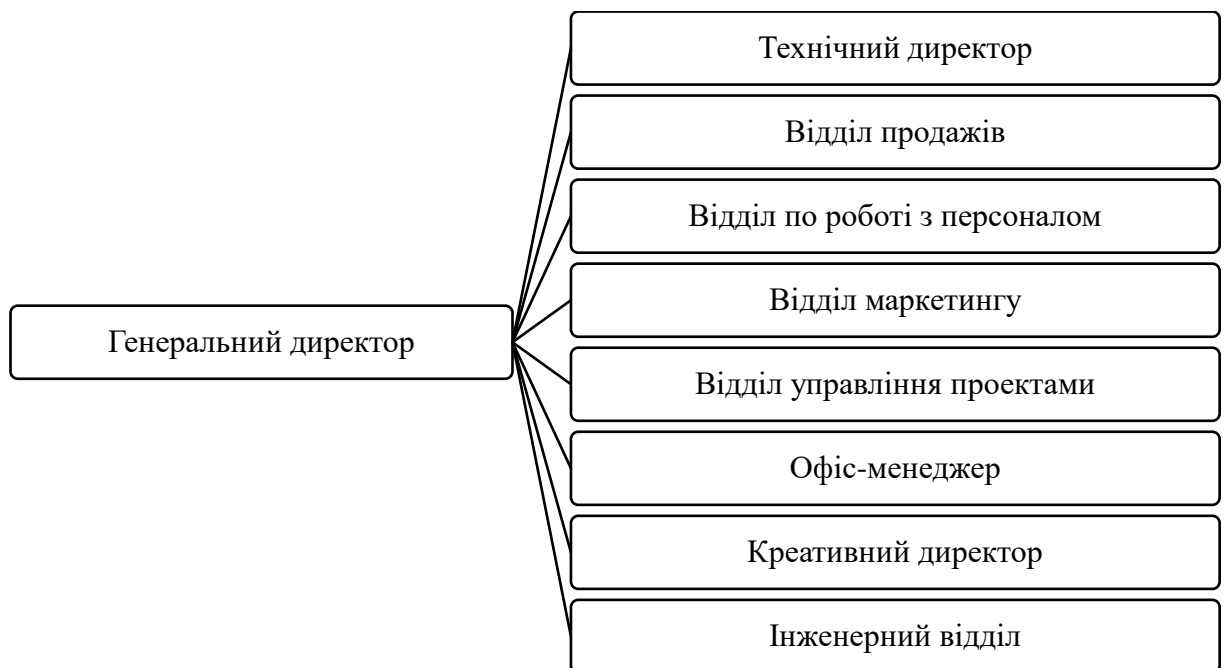 Технічний директор
Відділ продажів
Відділ по роботі з персоналом
Відділ маркетингу
Генеральний директор
Відділ управління проектами
Офіс-менеджер
Креативний директор
Інженерний відділ